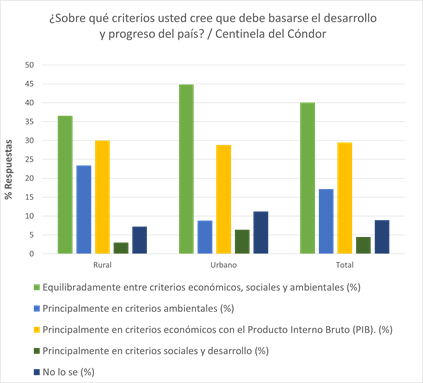 ¿Sobre qué criterios usted cree que debe basarse el desarrollo
y progreso del país? / Centinela del Cóndor
50
45
40
35
30
25
20
15
10
5
0
% Respuestas
Rural
Urbano
Total
Equilibradamente entre criterios económicos, sociales y ambientales (%)
Principalmente en criterios ambientales (%)
Principalmente en criterios económicos con el Producto Interno Bruto (PIB). (%)
Principalmente en criterios sociales y desarrollo (%)
No lo se (%)